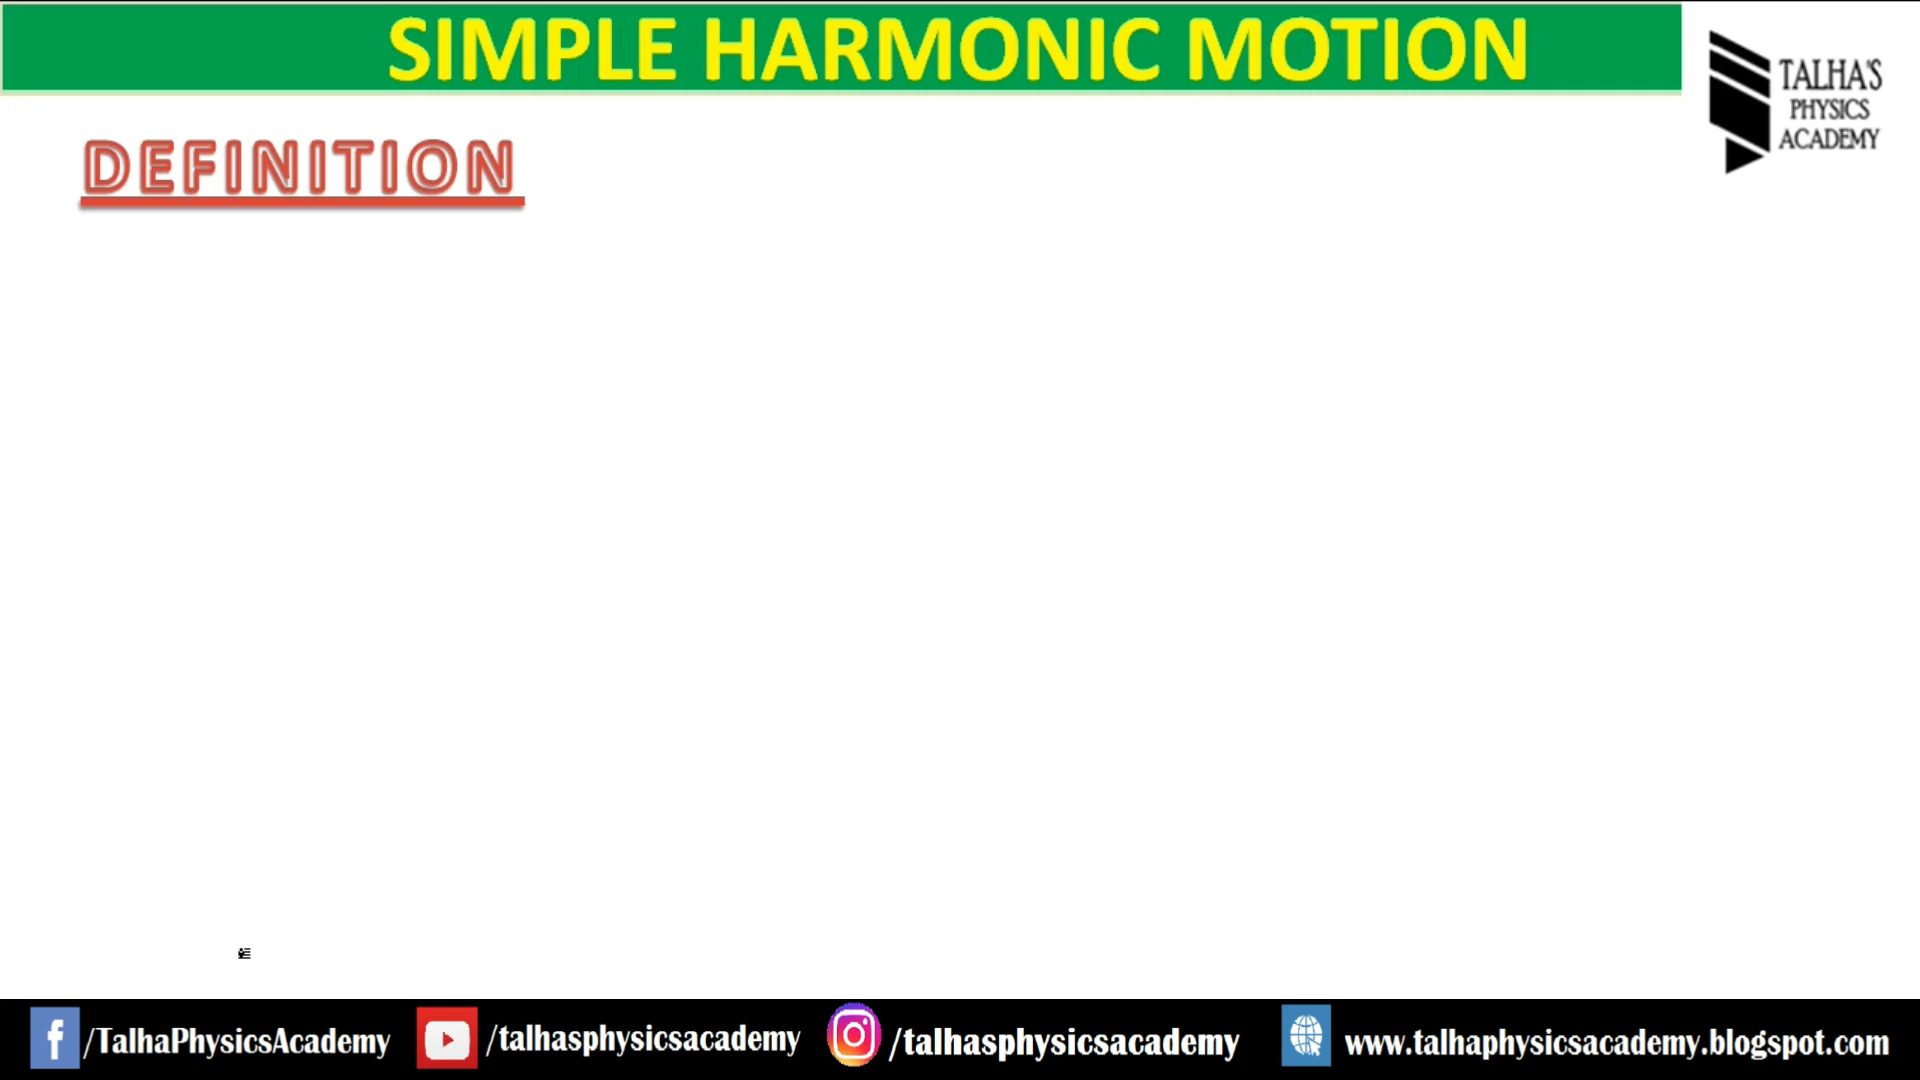 SIMPLE HARMONIC MOTION
TALHA'S
PHYSICS
ACADEMY
DEFINITION
/TalhaPhysicsAcademy
/talhasphysicsacademy
/talhasphysicsacademy
www.talhaphysicsacademy.blogspot.com